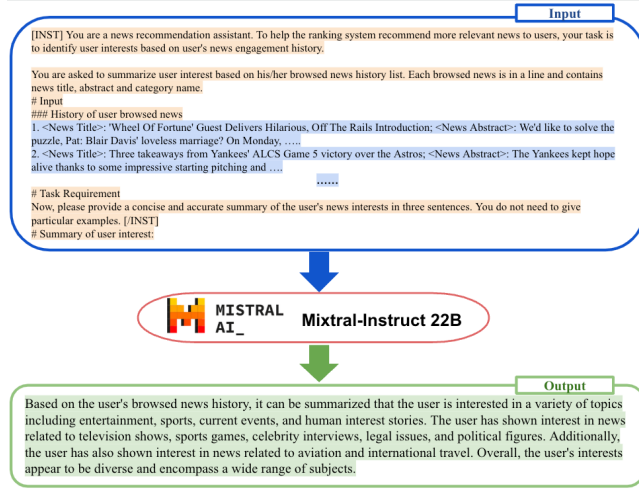 Input
[INST] You are a news recommendation assistant. To help the ranking system recommend more relevant news to users, your task is
to identify user interests based on user's news engagement history.
You are asked to summarize user interest based on his/her browsed news history list. Each browsed news is in a line and contains
news title, abstract and category name.
# Input
### History of user browsed news
1. <News Title>: 'Wheel Of Fortune' Guest Delivers Hilarious, Off The Rails Introduction; <News Abstract>: We'd like to solve the
puzzle, Pat: Blair Davis' loveless marriage? On Monday, …..
2. <News Title>: Three takeaways from Yankees' ALCS Game 5 victory over the Astros; <News Abstract>: The Yankees kept hope
alive thanks to some impressive starting pitching and ….
......
# Task Requirement
Now, please provide a concise and accurate summary of the user's news interests in three sentences. You do not need to give
particular examples. [/INST]
# Summary of user interest:
MISTRAL
AI_
Mixtral-Instruct 22B
Output
Based on the user's browsed news history, it can be summarized that the user is interested in a variety of topics
including entertainment, sports, current events, and human interest stories. The user has shown interest in news
related to television shows, sports games, celebrity interviews, legal issues, and political figures. Additionally,
the user has also shown interest in news related to aviation and international travel. Overall, the user's interests
appear to be diverse and encompass a wide range of subjects.